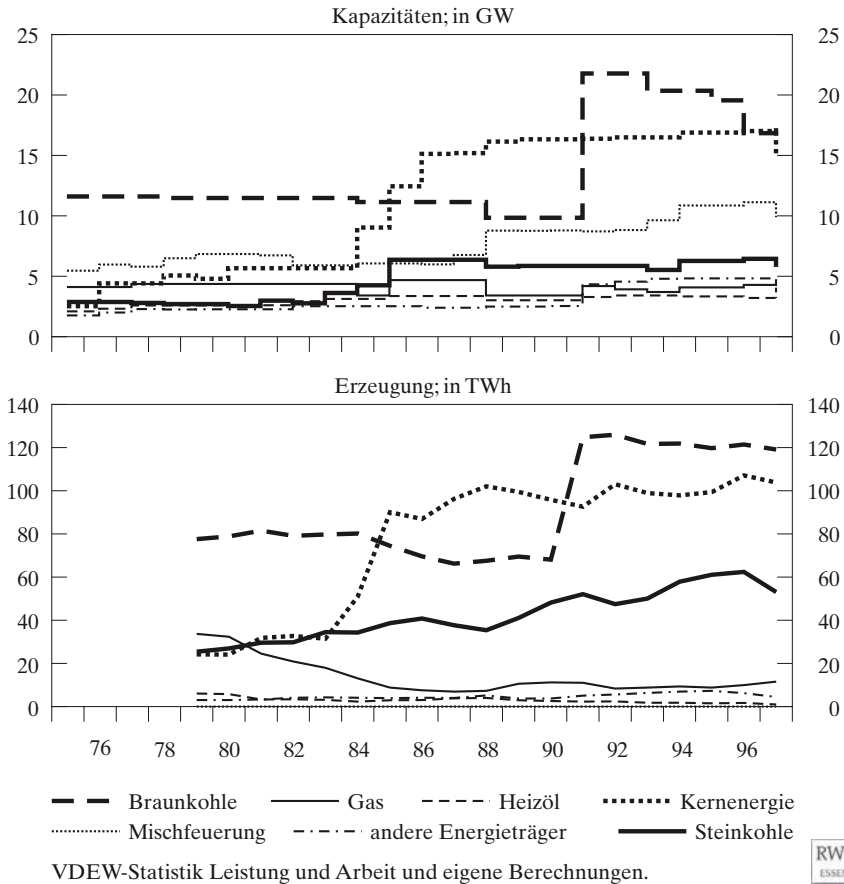 Kapazitäten; in GW
25 25
20 20
15 15
10 10
5 5
0 0
Erzeugung; in TWh
140 140
120 120
100 100
80 80
60 60
40 40
20 20
0 0
76 78 80 82 84 86 88 90 92 94 96
Braunkohle Gas Heizöl Kernenergie
Mischfeuerung andere Energieträger Steinkohle
VDEW-Statistik Leistung und Arbeit und eigene Berechnungen.